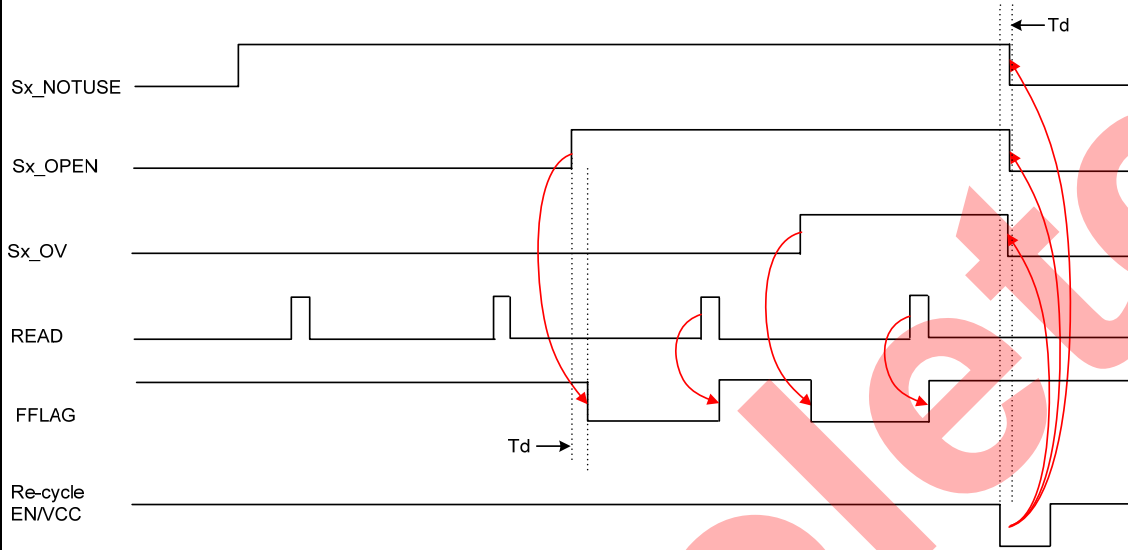 Td
Sx_NOTUSE
Sx_OPEN
Sx_OV
READ
FFLAG
Td
Re-cycle
EN/VCC